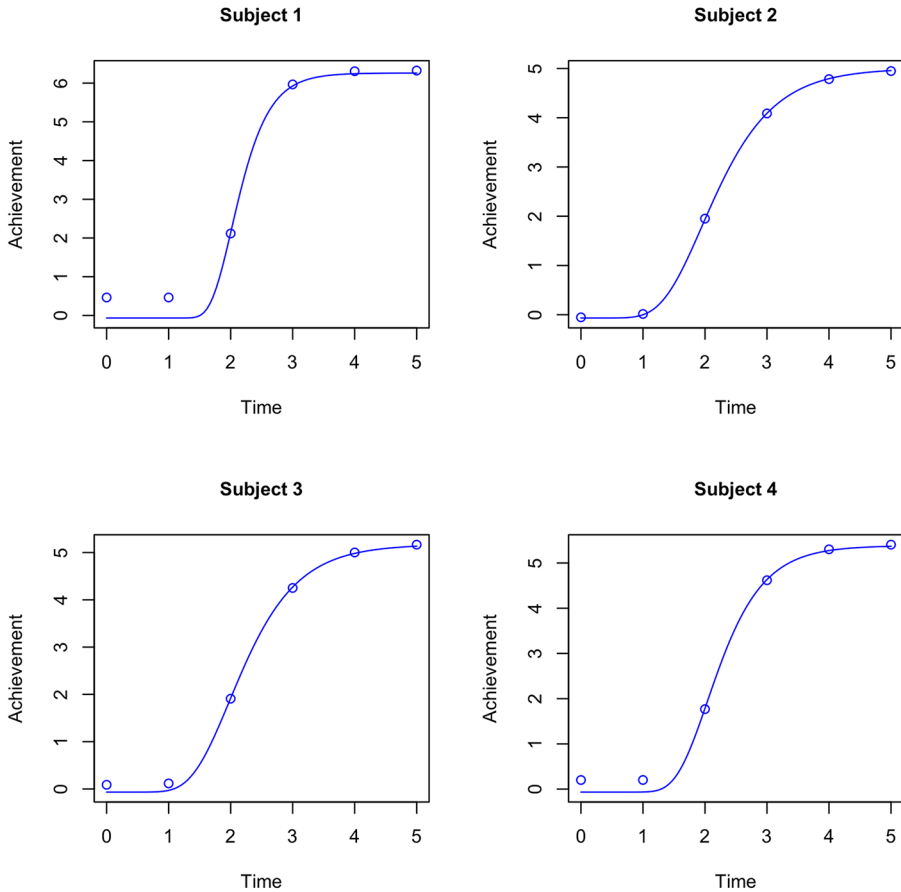 Subject 1
Achievement
0 1 2 3 4 5 6
0 1 2 3 4 5
Time
Subject 2
Achievement
0 1 2 3 4 5
0 1 2 3 4 5
Time
Subject 3
Achievement
0 1 2 3 4 5
0 1 2 3 4 5
Time
Subject 4
Achievement
0 1 2 3 4 5
0 1 2 3 4 5
Time